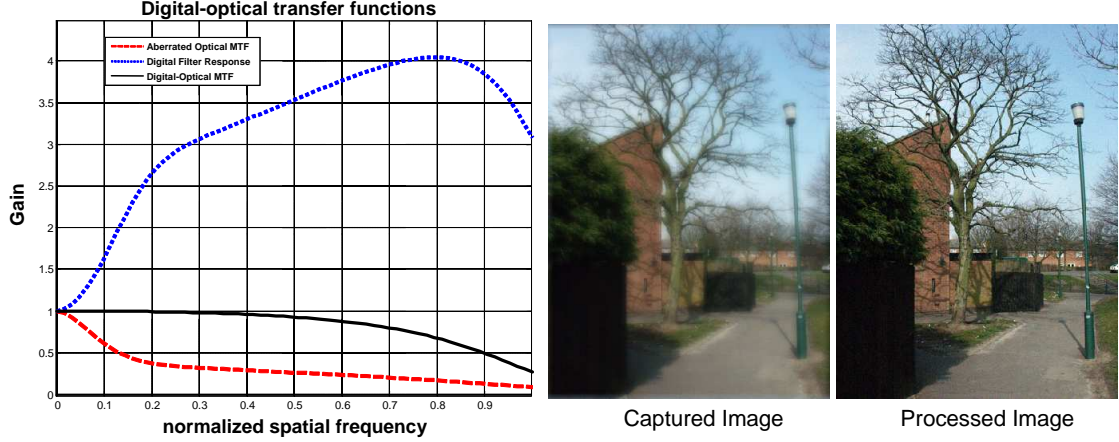 Digital-optical transfer functions
Aberrated Optical MTF
Digital Filter Response
Digital-Optical MTF
Gain
4
3.5
3
2.5
2
1.5
1
0.5
0
0 0.1 0.2 0.3 0.4 0.5 0.6 0.7 0.8 0.9
normalized spatial frequency
Captured Image
Processed Image